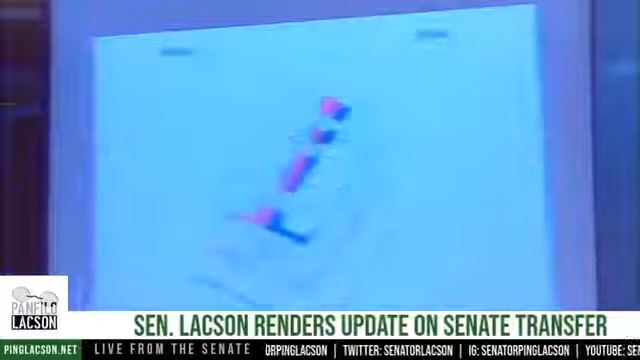 PANFILO
LACSON
SEN. LACSON RENDERS UPDATE ON SENATE TRANSFER
PINGLACSON.NET LIVE FROM THE SENATE ORPINGLACSON | TWITTER: SENATORLACSON | IG: SENATORPINGLACSON | YOUTUBE: S